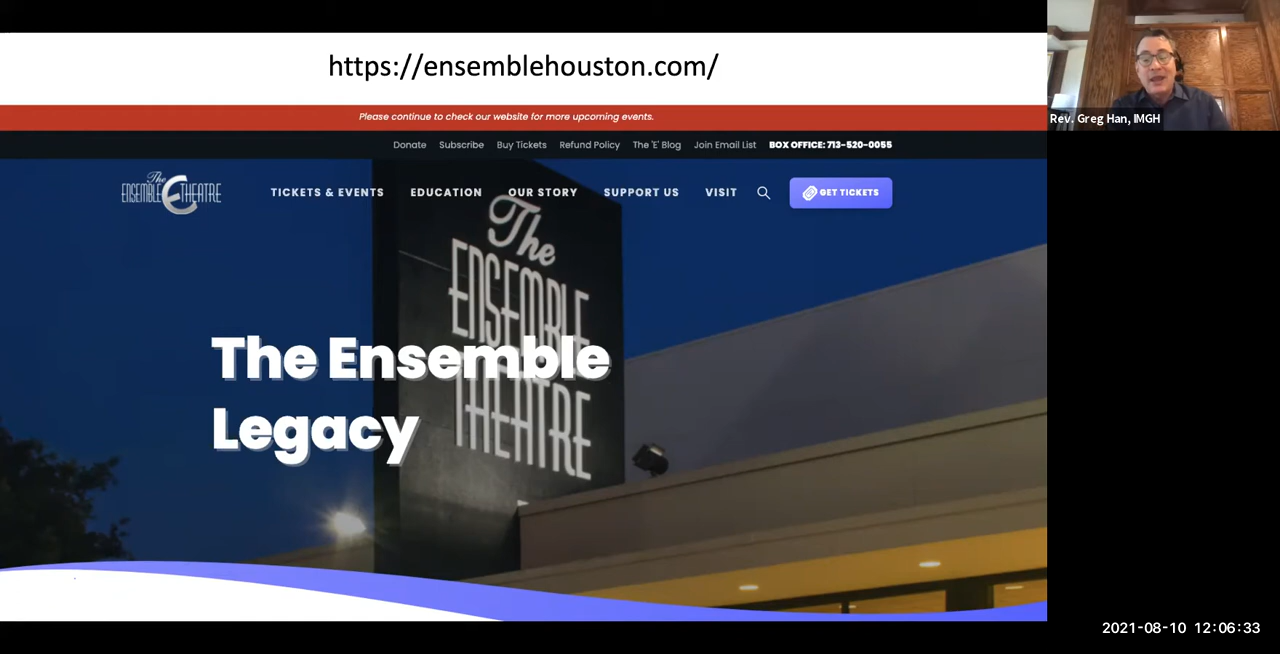 https://ensemblehouston.com/
Please continue to check our website for more upcoming events.
Donate Subscribe Buy Tickets Refund Policy The 'E' Blog Join Email List BOX OFFICE: 713-520-0055
The
ENSEMBLE THEATRE
TICKETS & EVENTS EDUCATION OUR STORY SUPPORT US VISIT GET TICKETS
The
ENSEMBLE
THEATRE
The Ensemble
Legacy
Rev. Greg Han, IMGH
2021-08-10 12:06:33